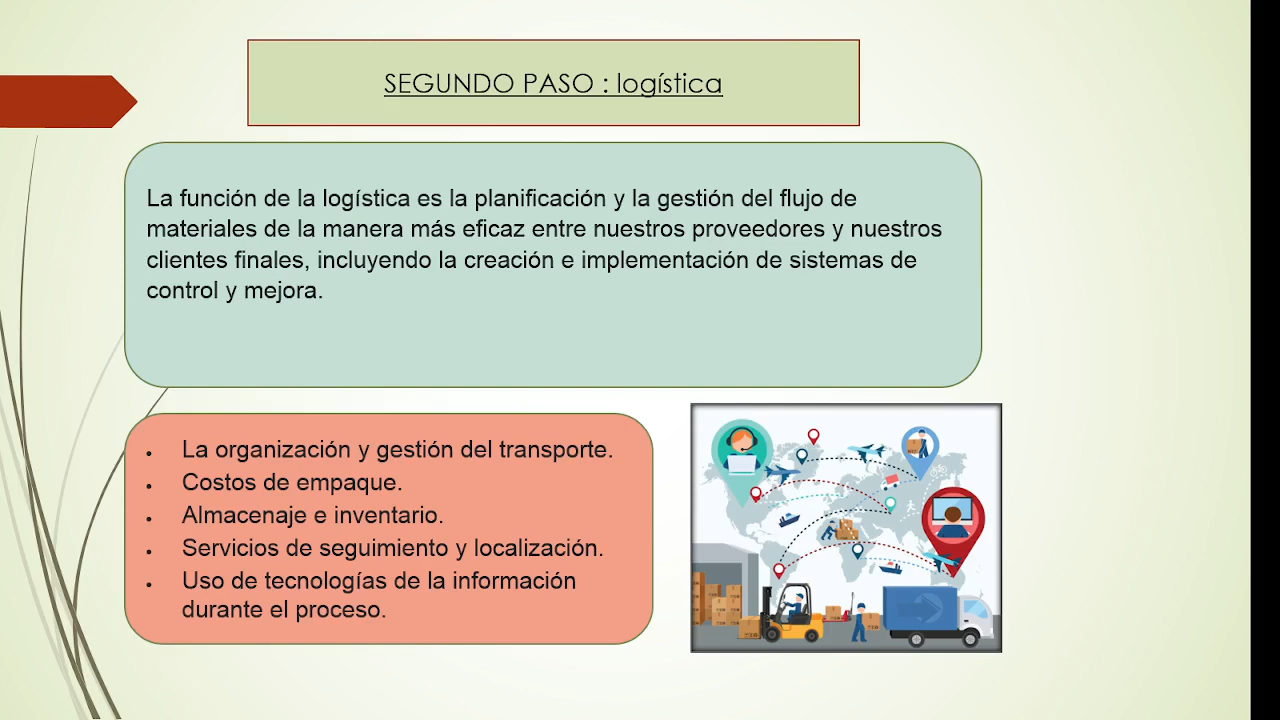 SEGUNDO PASO : logística
La función de la logística es la planificación y la gestión del flujo de
materiales de la manera más eficaz entre nuestros proveedores y nuestros
clientes finales, incluyendo la creación e implementación de sistemas de
control y mejora.
• La organización y gestión del transporte.
• Costos de empaque.
• Almacenaje e inventario.
• Servicios de seguimiento y localización.
• Uso de tecnologías de la información
durante el proceso.